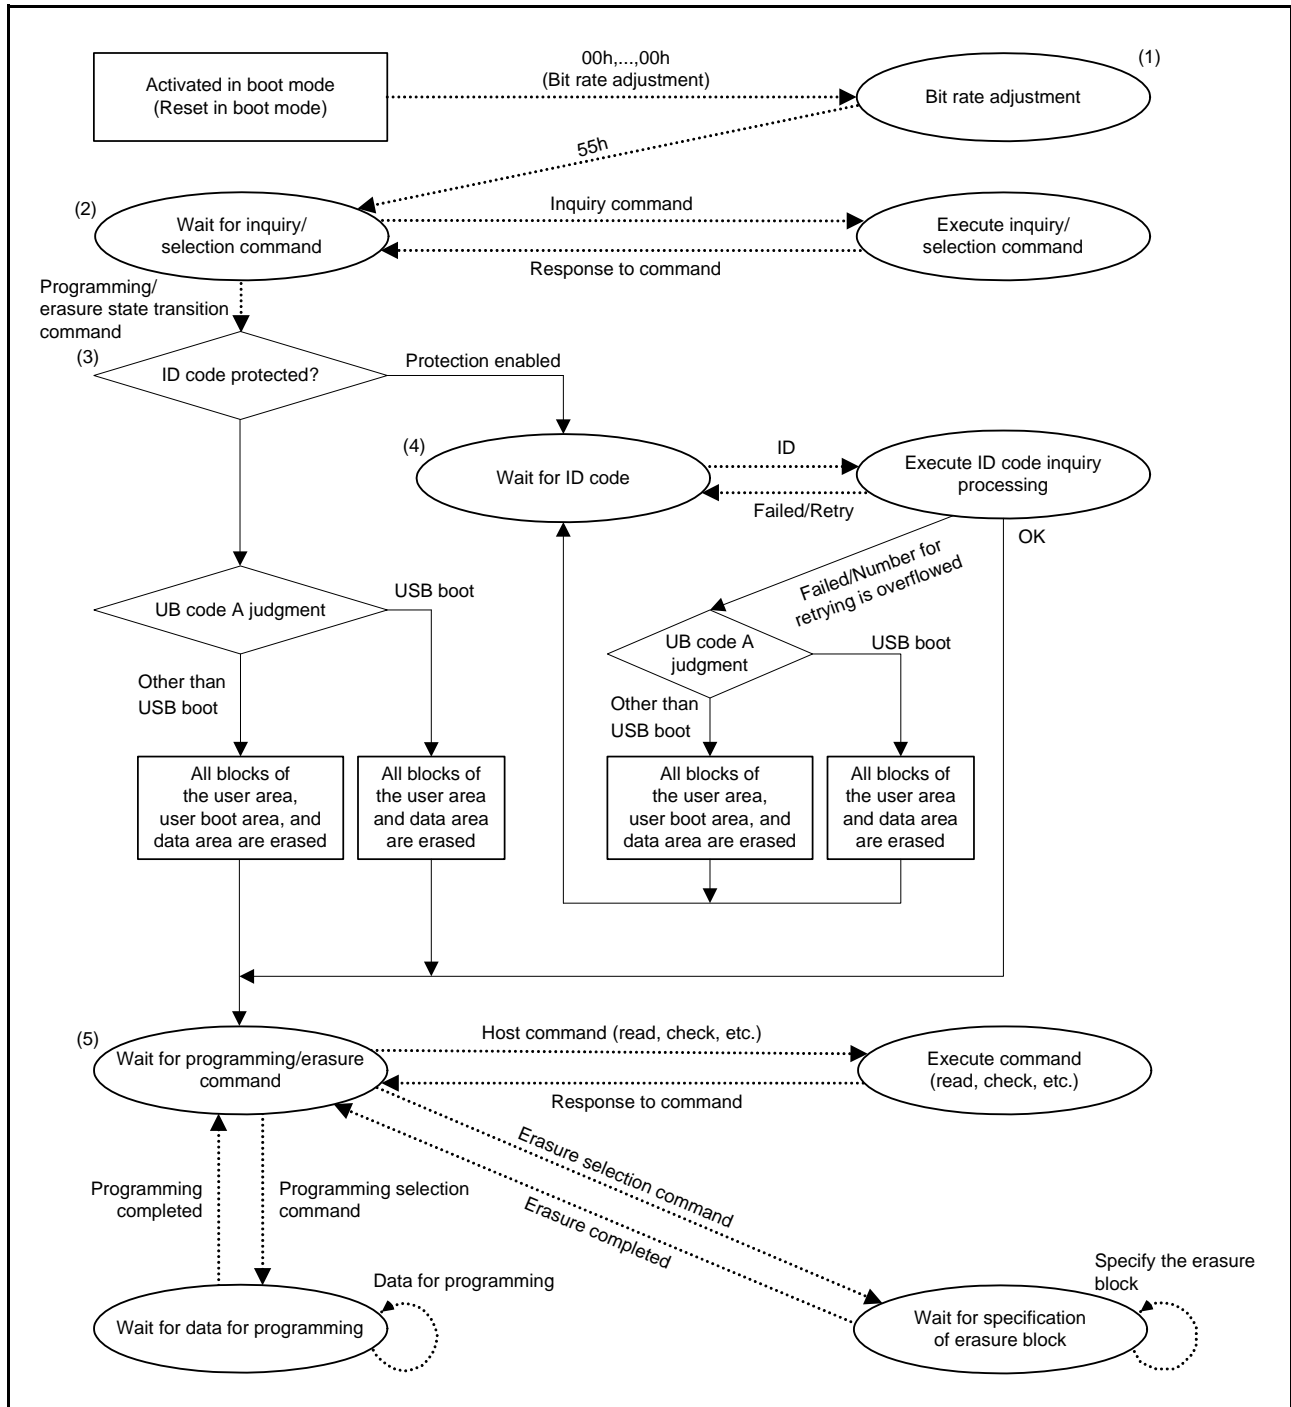 Activated in boot mode
(Reset in boot mode)
00h,...,00h
(Bit rate adjustment)
(1)
Bit rate adjustment
55h
(2)
Wait for inquiry/
selection command
Inquiry command
Response to command
Execute inquiry/
selection command
Programming/
erasure state transition
command
(3)
ID code protected?
Protection enabled
(4)
Wait for ID code
ID
Failed/Retry
Execute ID code inquiry
processing
OK
Failed/Number for
retrying is overflowed
UB code A judgment
USB boot
Other than
USB boot
UB code A
judgment
USB boot
Other than
USB boot
All blocks of
the user area,
user boot area, and
data area are erased
All blocks of
the user area
and data area
are erased
All blocks of
the user area,
user boot area, and
data area are erased
All blocks of
the user area
and data area
are erased
(5)
Wait for programming/erasure
command
Host command (read, check, etc.)
Response to command
Execute command
(read, check, etc.)
Erasure selection command
Erasure completed
Programming
completed
Programming selection
command
Data for programming
Wait for data for programming
Specify the erasure
block
Wait for specification
of erasure block